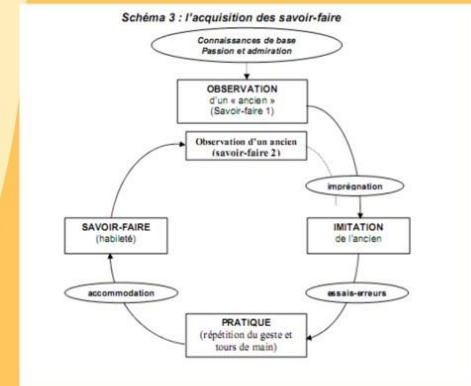 Schéma 3 : l'acquisition des savoir-faire
Connaissances de base
Passion et admiration
OBSERVATION
d'un « ancien »
(Savoir-faire 1)
Observation d'un ancien
(savoir-faire 2)
imprégnation
SAVOIR-FAIRE
(habileté)
IMITATION
de l'ancien
accommodation
essais-erreurs
PRATIQUE
(répétition du geste et
tours de main)